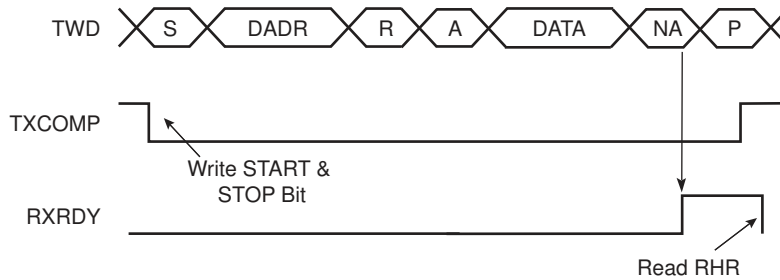 TWD S DADR R A DATA NA P
TXCOMP
Write START &
STOP Bit
RXRDY
Read RHR